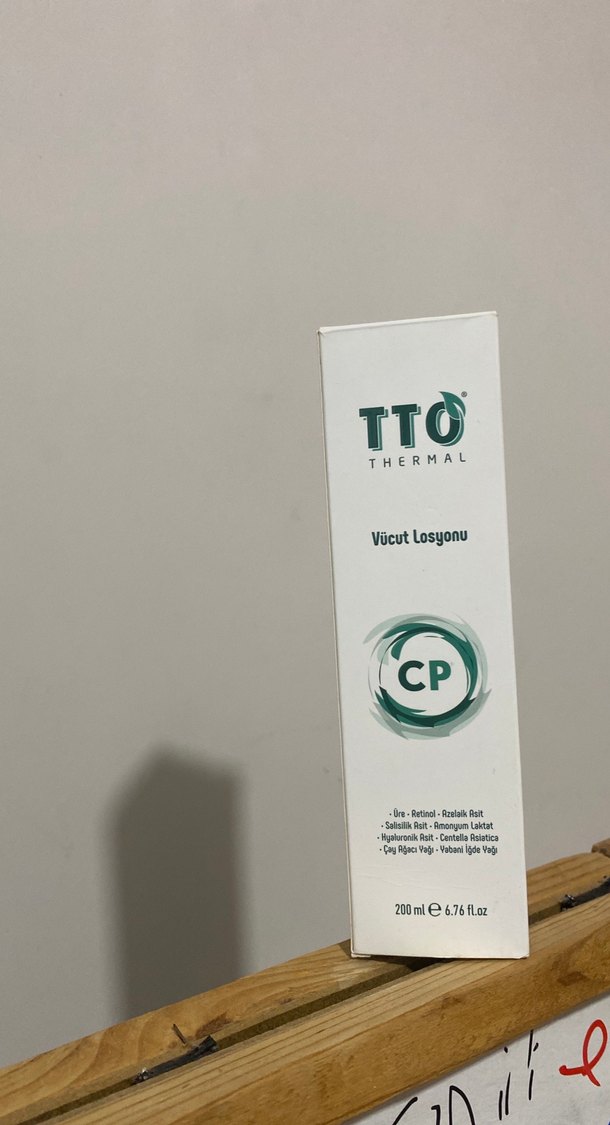 TTO®
THERMAL
Vücut Losyonu
CP
· Üre · Retinol · Azelaik Asit
· Salisilik Asit · Amonyum Laktat
· Hyaluronik Asit · Centella Asiatica
· Çay Ağacı Yağı · Yabani İğde Yağı
200 ml ℮ 6.76 fl.oz